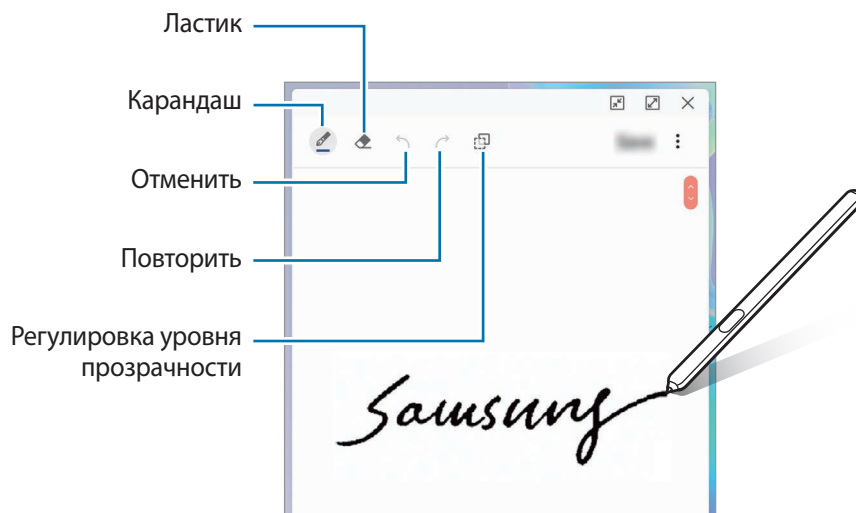 Ластик
Карандаш
Отменить
Повторить
Регулировка уровня
прозрачности
Samsung